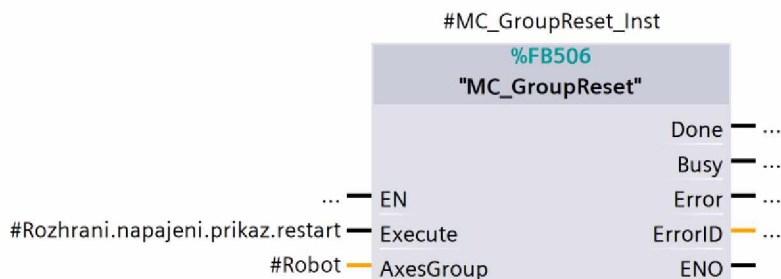 #MC_GroupReset_Inst
%FB506
"MC_GroupReset"
Done ...
Busy ...
... EN Error ...
#Rozhrani.napajeni.prikaz.restart Execute ErrorID ...
#Robot AxesGroup ENO